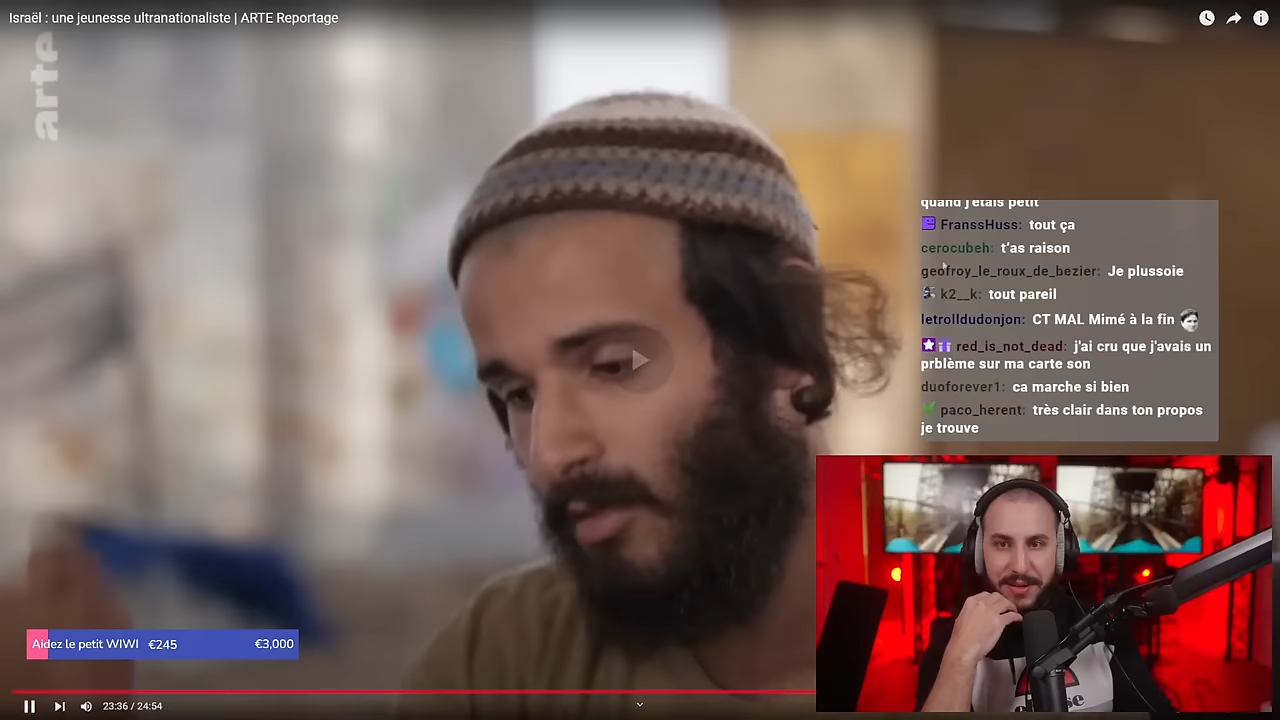 Israël : une jeunesse ultranationaliste | ARTE Reportage
arte
quand j'étais petit
FranssHuss: tout ça
cerocubeh: t'as raison
geofroy_le_roux_de_bezier: Je plussoie
k2__k: tout pareil
letrolldudonjon: CT MAL Mimé à la fin
red_is_not_dead: j'ai cru que j'avais un
prblème sur ma carte son
duoforever1: ca marche si bien
paco_herent: très clair dans ton propos
je trouve
Aidez le petit WIWI €245 €3,000
23:36 / 24:54